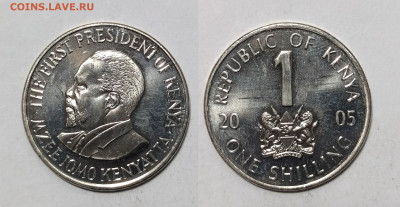 COINS.LAVE.RU
THE FIRST PRESIDENT OF KENYA
MZEE JOMO KENYATTA
REPUBLIC OF KENYA
1
20 05
ONE SHILLING